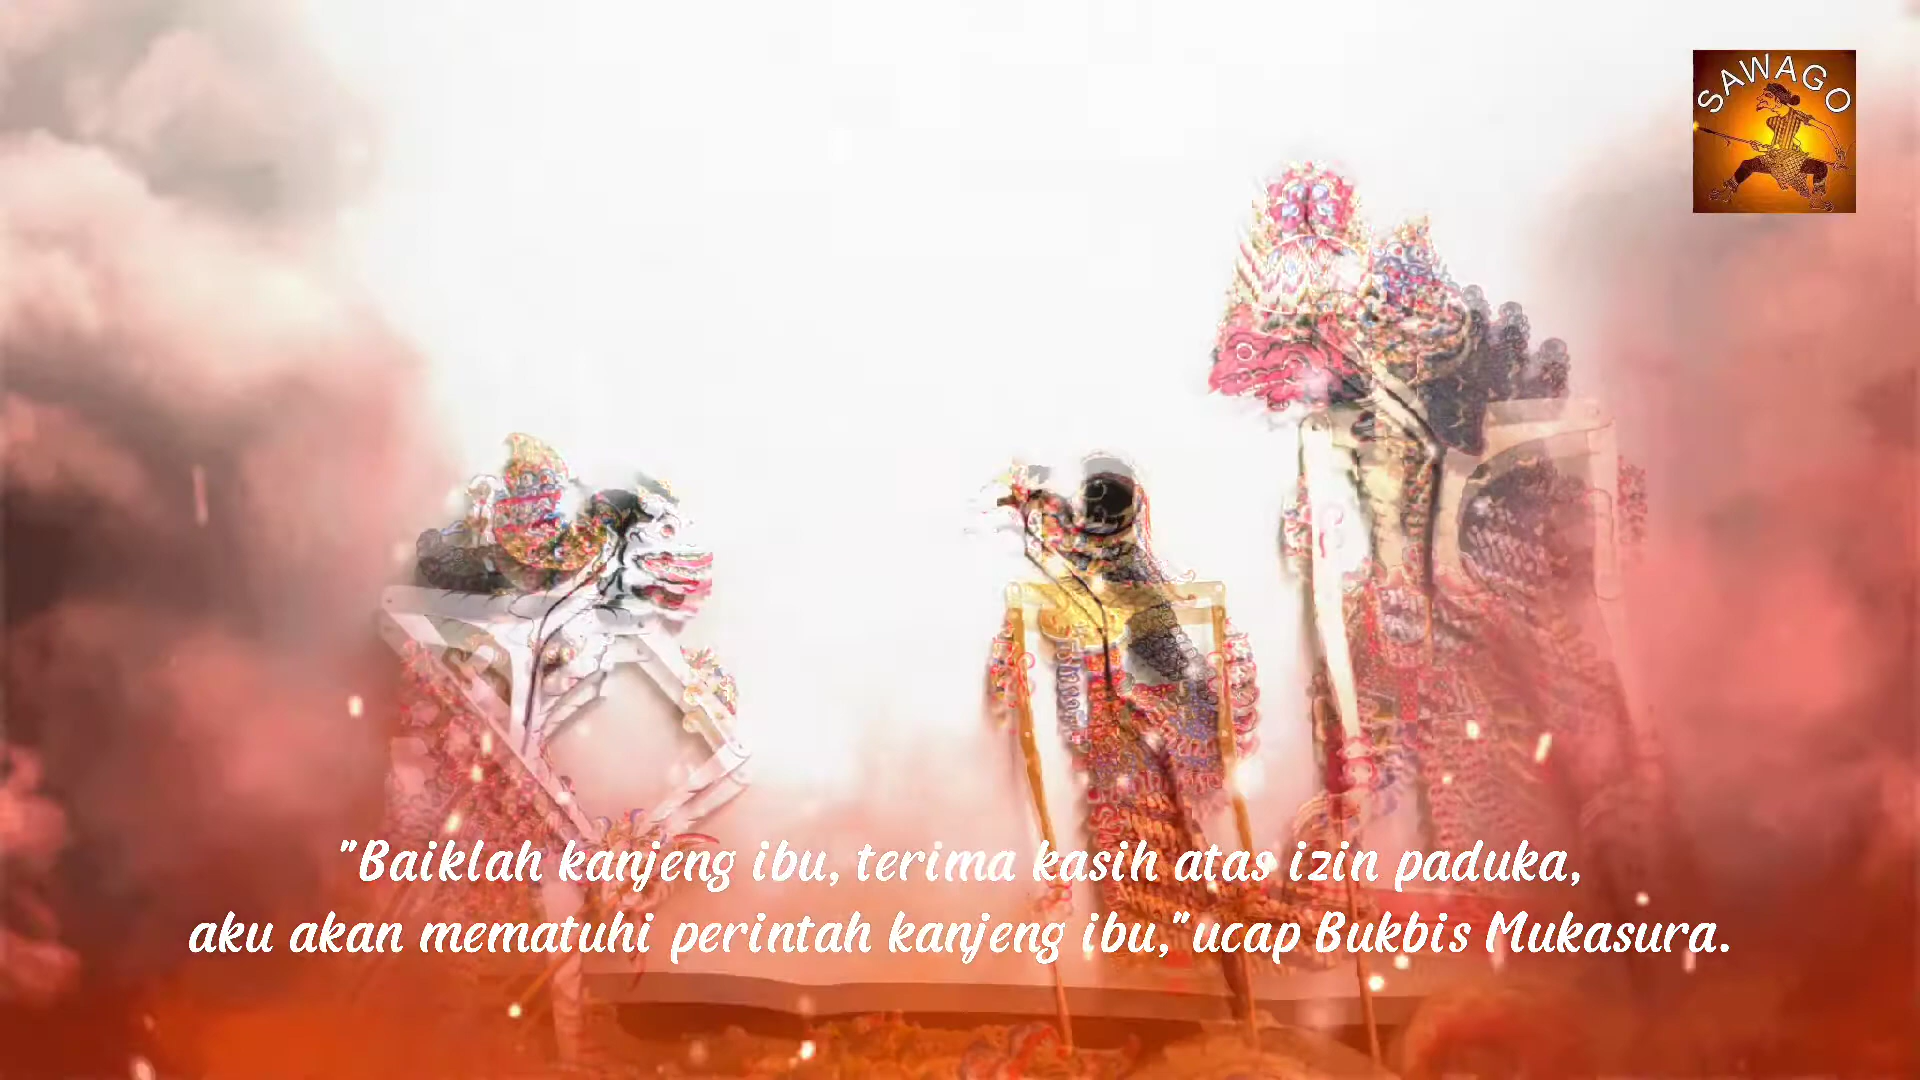 SAWAGO
"Baiklah kanjeng ibu, terima kasih atas izin paduka,
aku akan mematuhi perintah kanjeng ibu,"ucap Bukbis Mukasura.